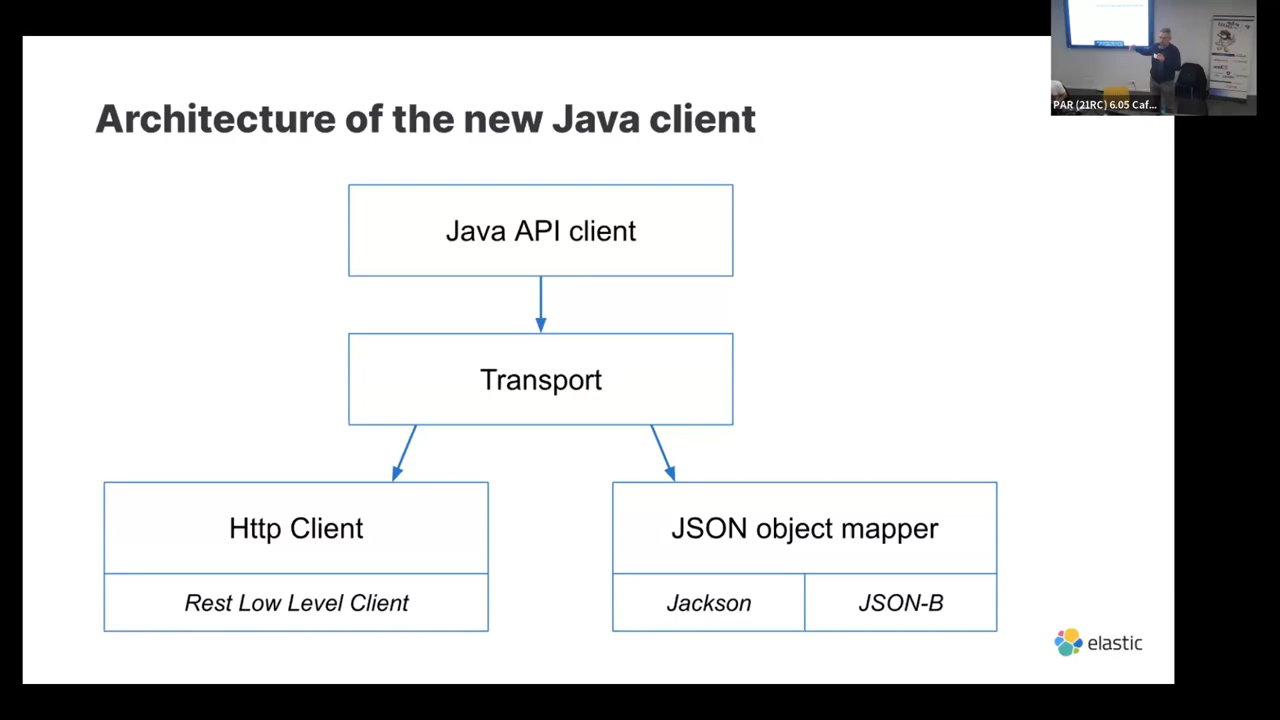 Architecture of the new Java client
Java API client
Transport
Http Client
Rest Low Level Client
JSON object mapper
Jackson
JSON-B
elastic
PAR (21RC) 6.05 Caf...